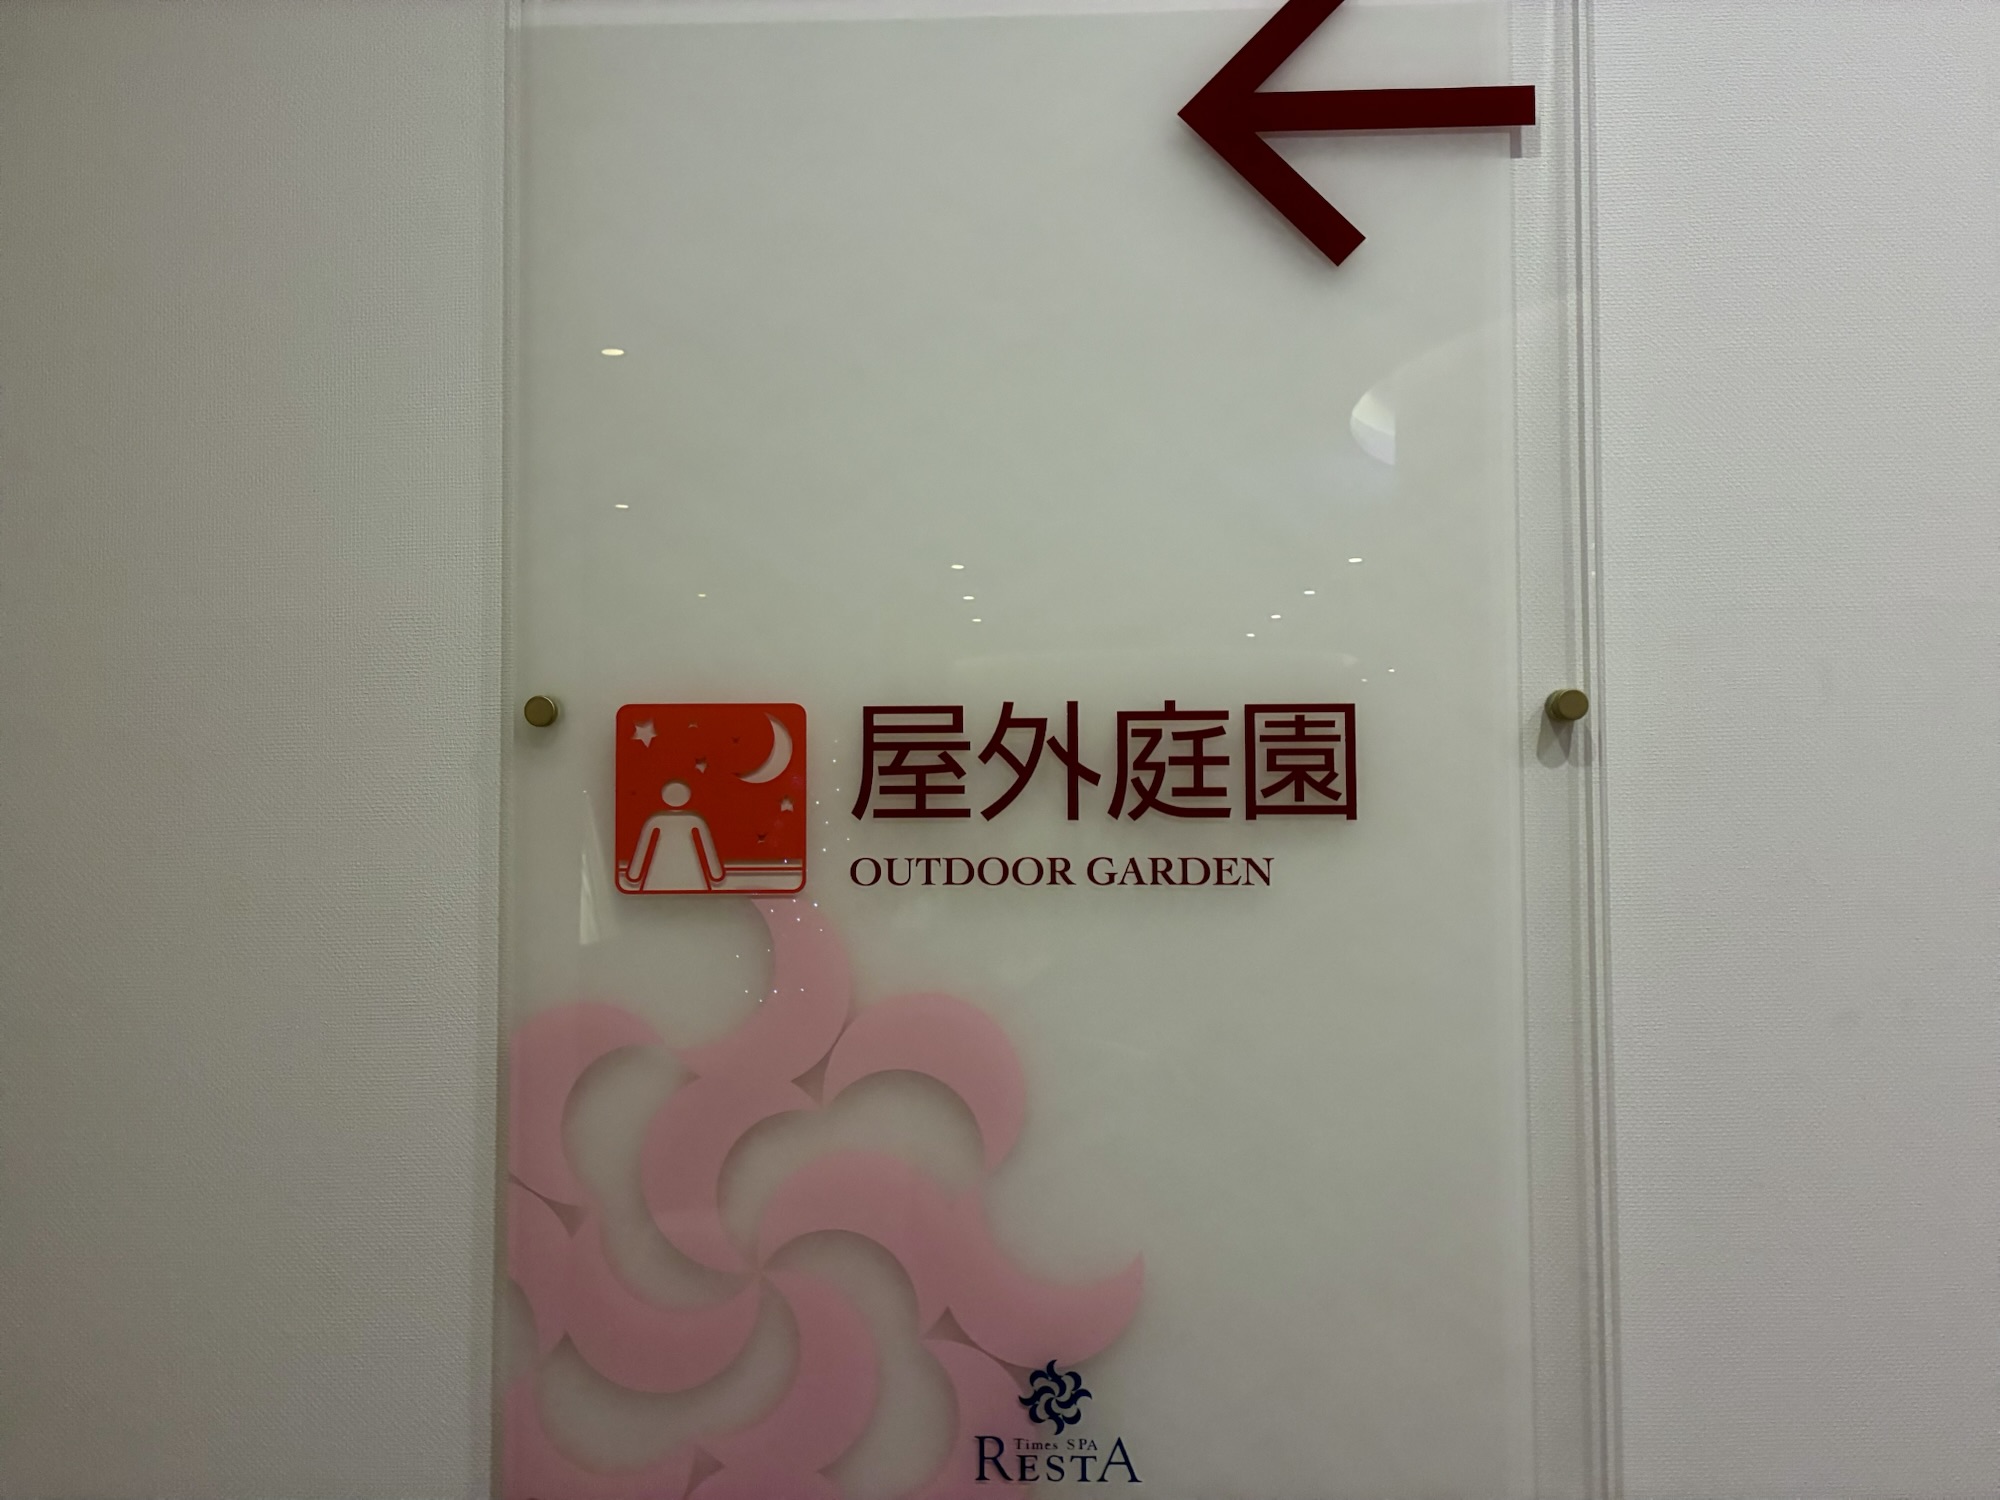 屋外庭園
OUTDOOR GARDEN
Times SPA
RESTA